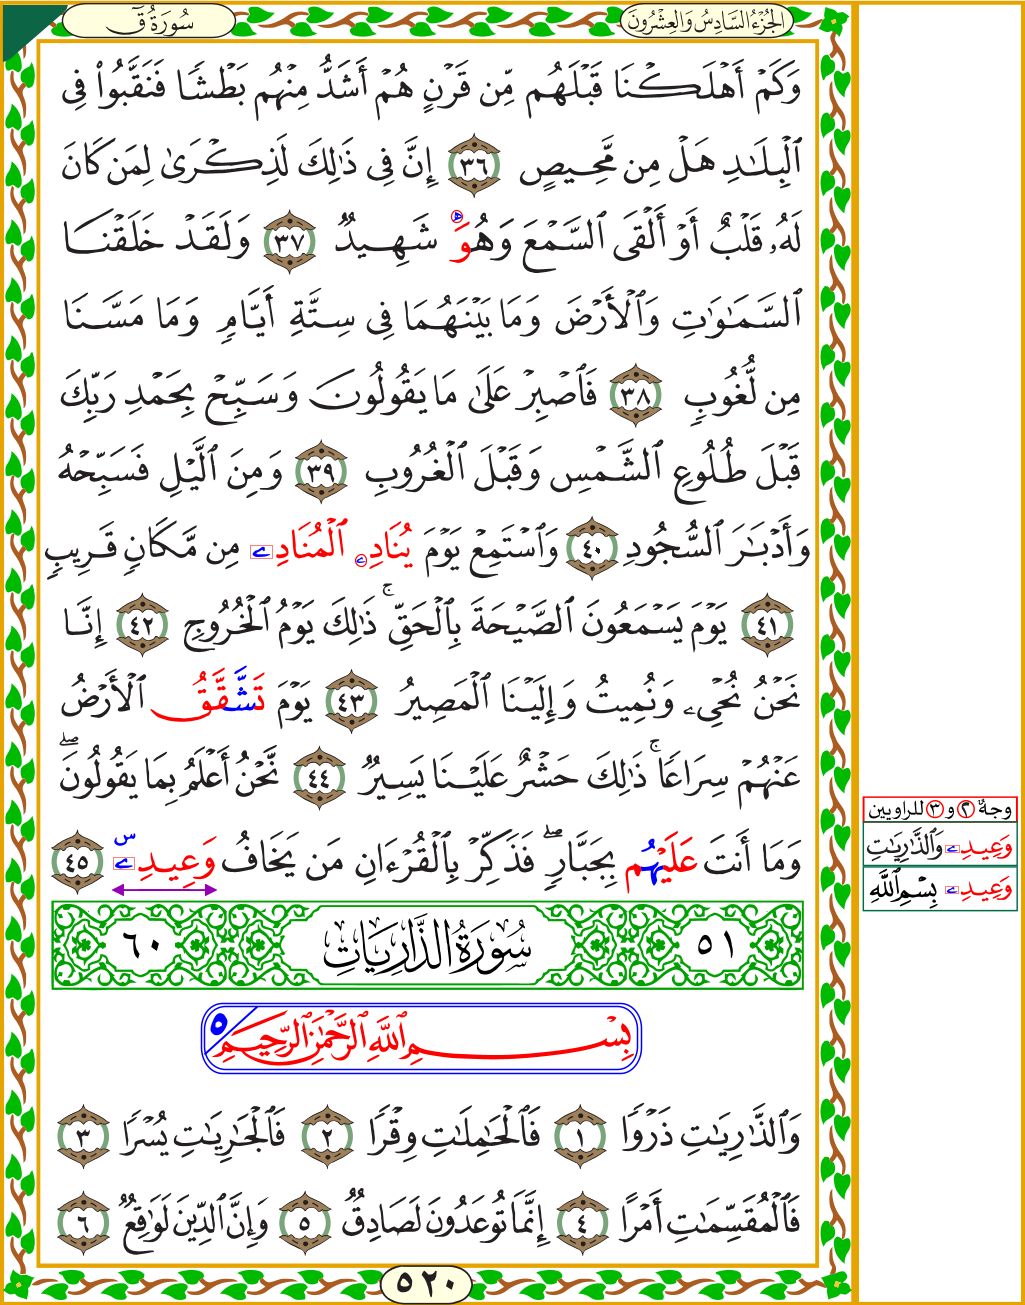 سُورَةُ قٓ
الجُزْءُ السَّادِسُ وَالعِشْرُونَ
وَكَمْ أَهْلَكْنَا قَبْلَهُم مِّن قَرْنٍ هُمْ أَشَدُّ مِنْهُم بَطْشًا فَنَقَّبُوا۟ فِى
ٱلْبِلَـٰدِ هَلْ مِن مَّحِيصٍ ٣٦ إِنَّ فِى ذَٰلِكَ لَذِكْرَىٰ لِمَن كَانَ
لَهُۥ قَلْبٌ أَوْ أَلْقَى ٱلسَّمْعَ وَهُوَ شَهِيدٌ ٣٧ وَلَقَدْ خَلَقْنَا
ٱلسَّمَـٰوَٰتِ وَٱلْأَرْضَ وَمَا بَيْنَهُمَا فِى سِتَّةِ أَيَّامٍ وَمَا مَسَّنَا
مِن لُّغُوبٍ ٣٨ فَٱصْبِرْ عَلَىٰ مَا يَقُولُونَ وَسَبِّحْ بِحَمْدِ رَبِّكَ
قَبْلَ طُلُوعِ ٱلشَّمْسِ وَقَبْلَ ٱلْغُرُوبِ ٣٩ وَمِنَ ٱلَّيْلِ فَسَبِّحْهُ
وَأَدْبَـٰرَ ٱلسُّجُودِ ٤٠ وَٱسْتَمِعْ يَوْمَ يُنَادِے ٱلْمُنَادِے مِن مَّكَانٍ قَرِيبٍ
٤١ يَوْمَ يَسْمَعُونَ ٱلصَّيْحَةَ بِٱلْحَقِّ ۚ ذَٰلِكَ يَوْمُ ٱلْخُرُوجِ ٤٢ إِنَّا
نَحْنُ نُحْىِۦ وَنُمِيتُ وَإِلَيْنَا ٱلْمَصِيرُ ٤٣ يَوْمَ تَشَّقَّقُ ٱلْأَرْضُ
عَنْهُمْ سِرَاعًا ۚ ذَٰلِكَ حَشْرٌ عَلَيْنَا يَسِيرٌ ٤٤ نَّحْنُ أَعْلَمُ بِمَا يَقُولُونَ ۖ
وَمَا أَنتَ عَلَيْهُم بِجَبَّارٍ ۖ فَذَكِّرْ بِٱلْقُرْءَانِ مَن يَخَافُ وَعِيدِے س ٤٥
وجهٌ ٢ و ٣ للراويين
وَعِيدِے وَٱلذَّٰرِيَٰتِ
وَعِيدِے بِسْمِ ٱللَّهِ
٥١ سُورَةُ الذَّارِيَاتِ ٦٠
بِسْمِ ٱللَّهِ ٱلرَّحْمَٰنِ ٱلرَّحِيمِ ٥
وَٱلذَّٰرِيَٰتِ ذَرْوًا ١ فَٱلْحَٰمِلَٰتِ وِقْرًا ٢ فَٱلْجَٰرِيَٰتِ يُسْرًا ٣
فَٱلْمُقَسِّمَٰتِ أَمْرًا ٤ إِنَّمَا تُوعَدُونَ لَصَادِقٌ ٥ وَإِنَّ ٱلدِّينَ لَوَٰقِعٌ ٦
٥٢٠